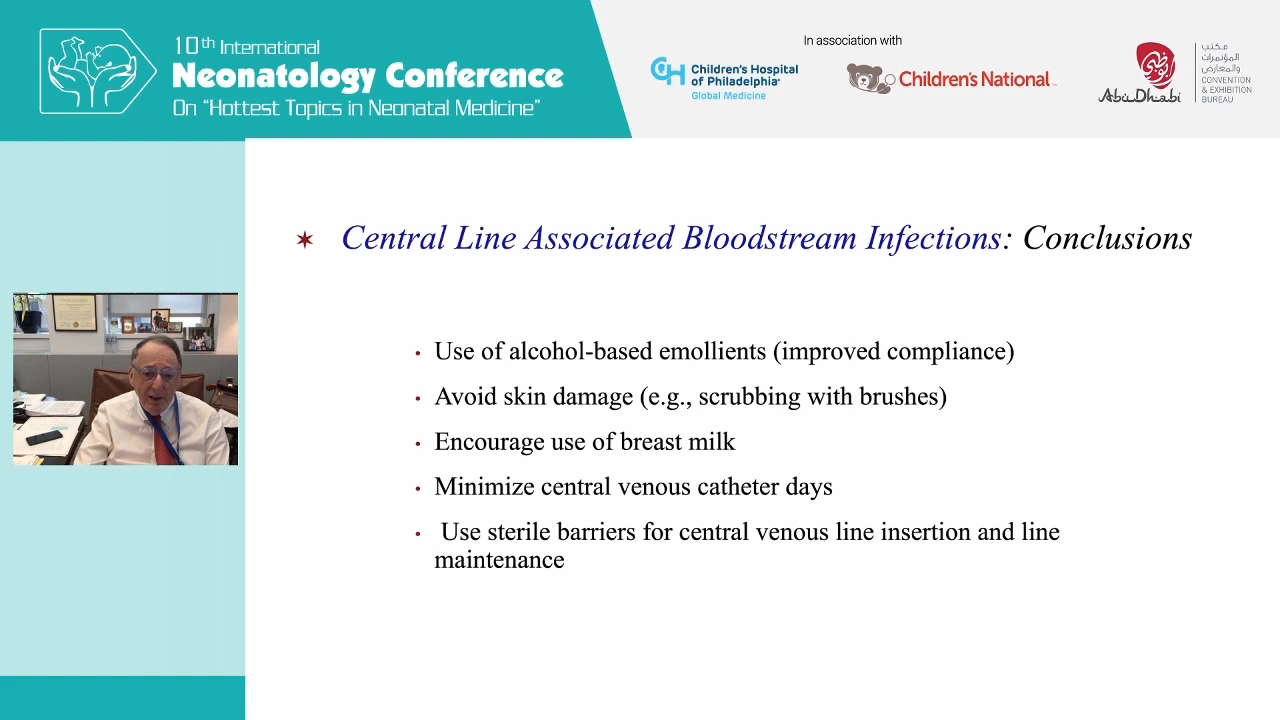 10th International
Neonatology Conference
On "Hottest Topics in Neonatal Medicine"
In association with
CH Children's Hospital
of Philadelphia
Global Medicine
Children's National
Abu Dhabi
أبوظبي
مكتب
المؤتمرات
والمعارض
CONVENTION
& EXHIBITION
BUREAU
✶ Central Line Associated Bloodstream Infections: Conclusions
• Use of alcohol-based emollients (improved compliance)
• Avoid skin damage (e.g., scrubbing with brushes)
• Encourage use of breast milk
• Minimize central venous catheter days
• Use sterile barriers for central venous line insertion and line
maintenance